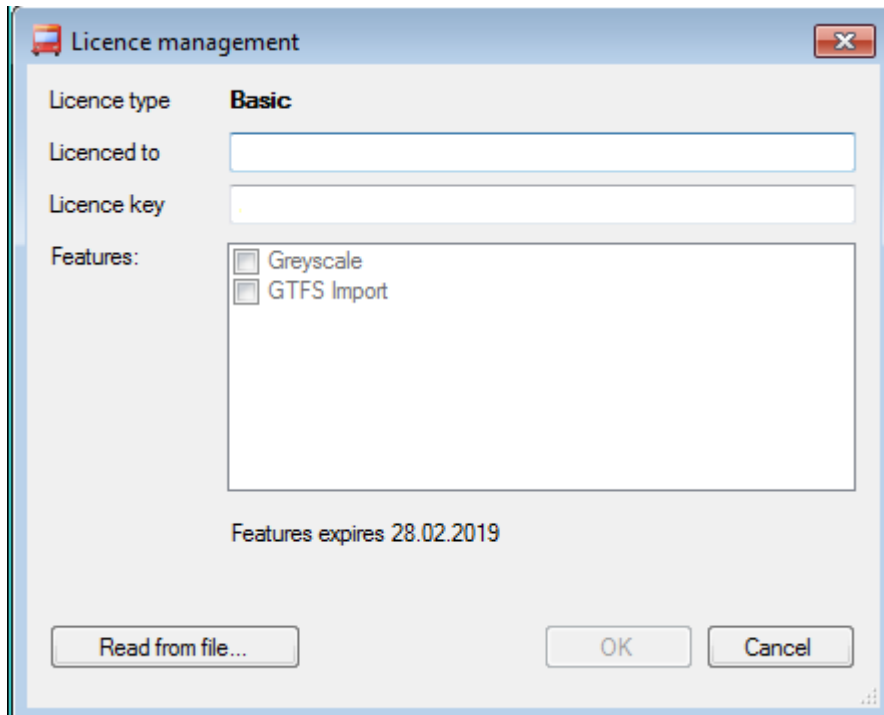 Licence management
Licence type Basic
Licenced to
Licence key
Features:
Greyscale
GTFS Import
Features expires 28.02.2019
Read from file... OK Cancel